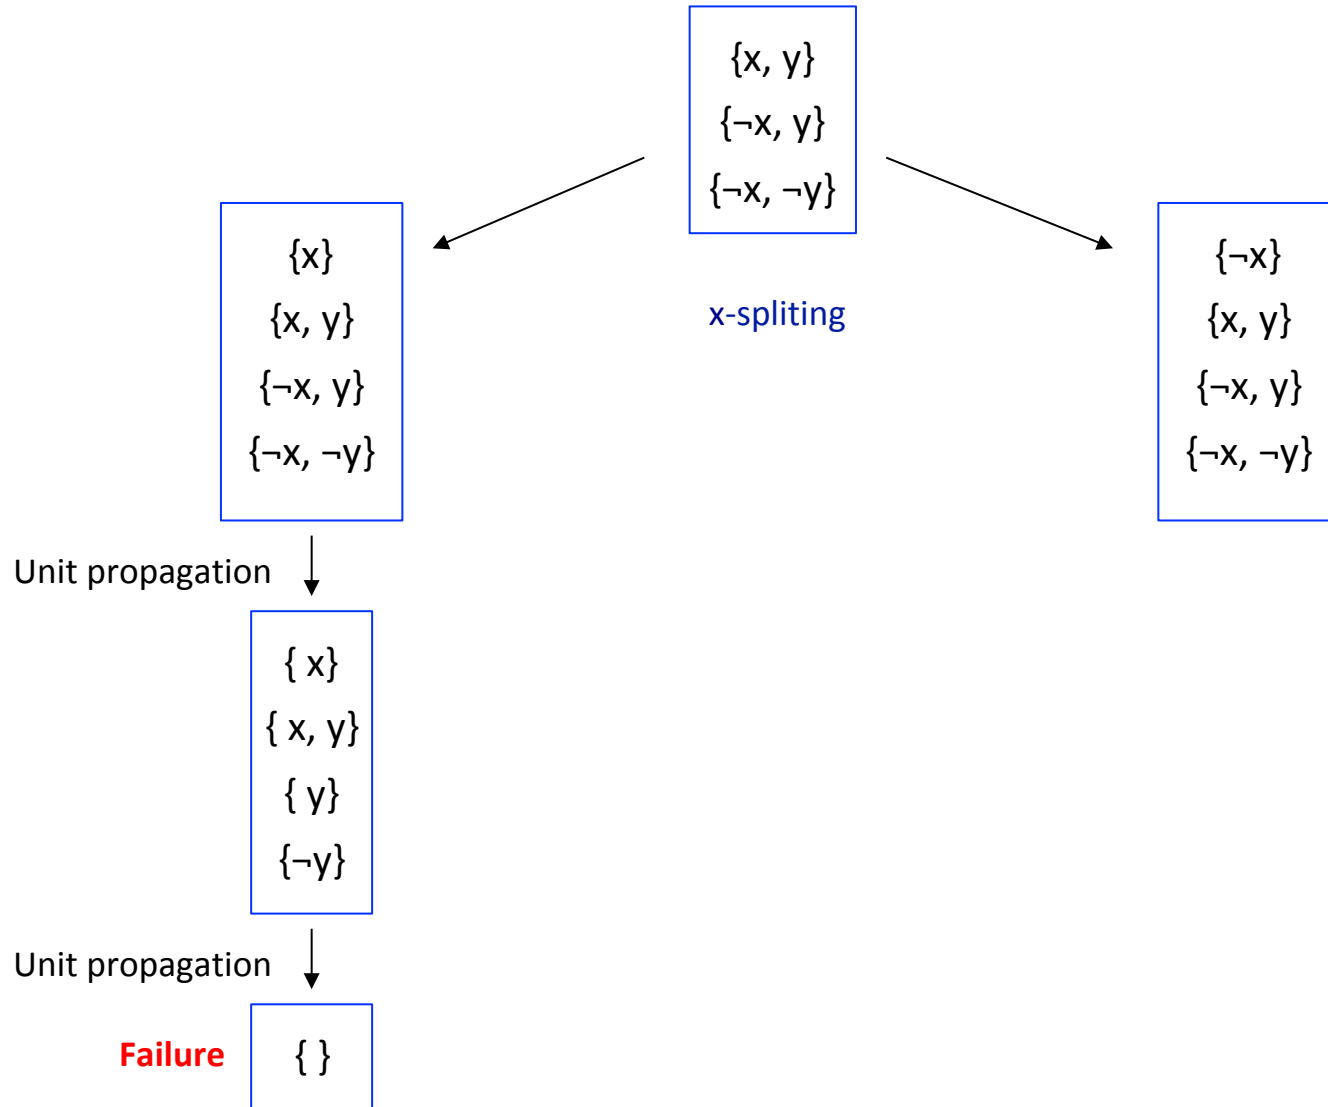 {x, y}
{¬x, y}
{¬x, ¬y}
x-spliting
{x}
{x, y}
{¬x, y}
{¬x, ¬y}
{¬x}
{x, y}
{¬x, y}
{¬x, ¬y}
Unit propagation
{ x}
{ x, y}
{ y}
{¬y}
Unit propagation
Failure
{ }